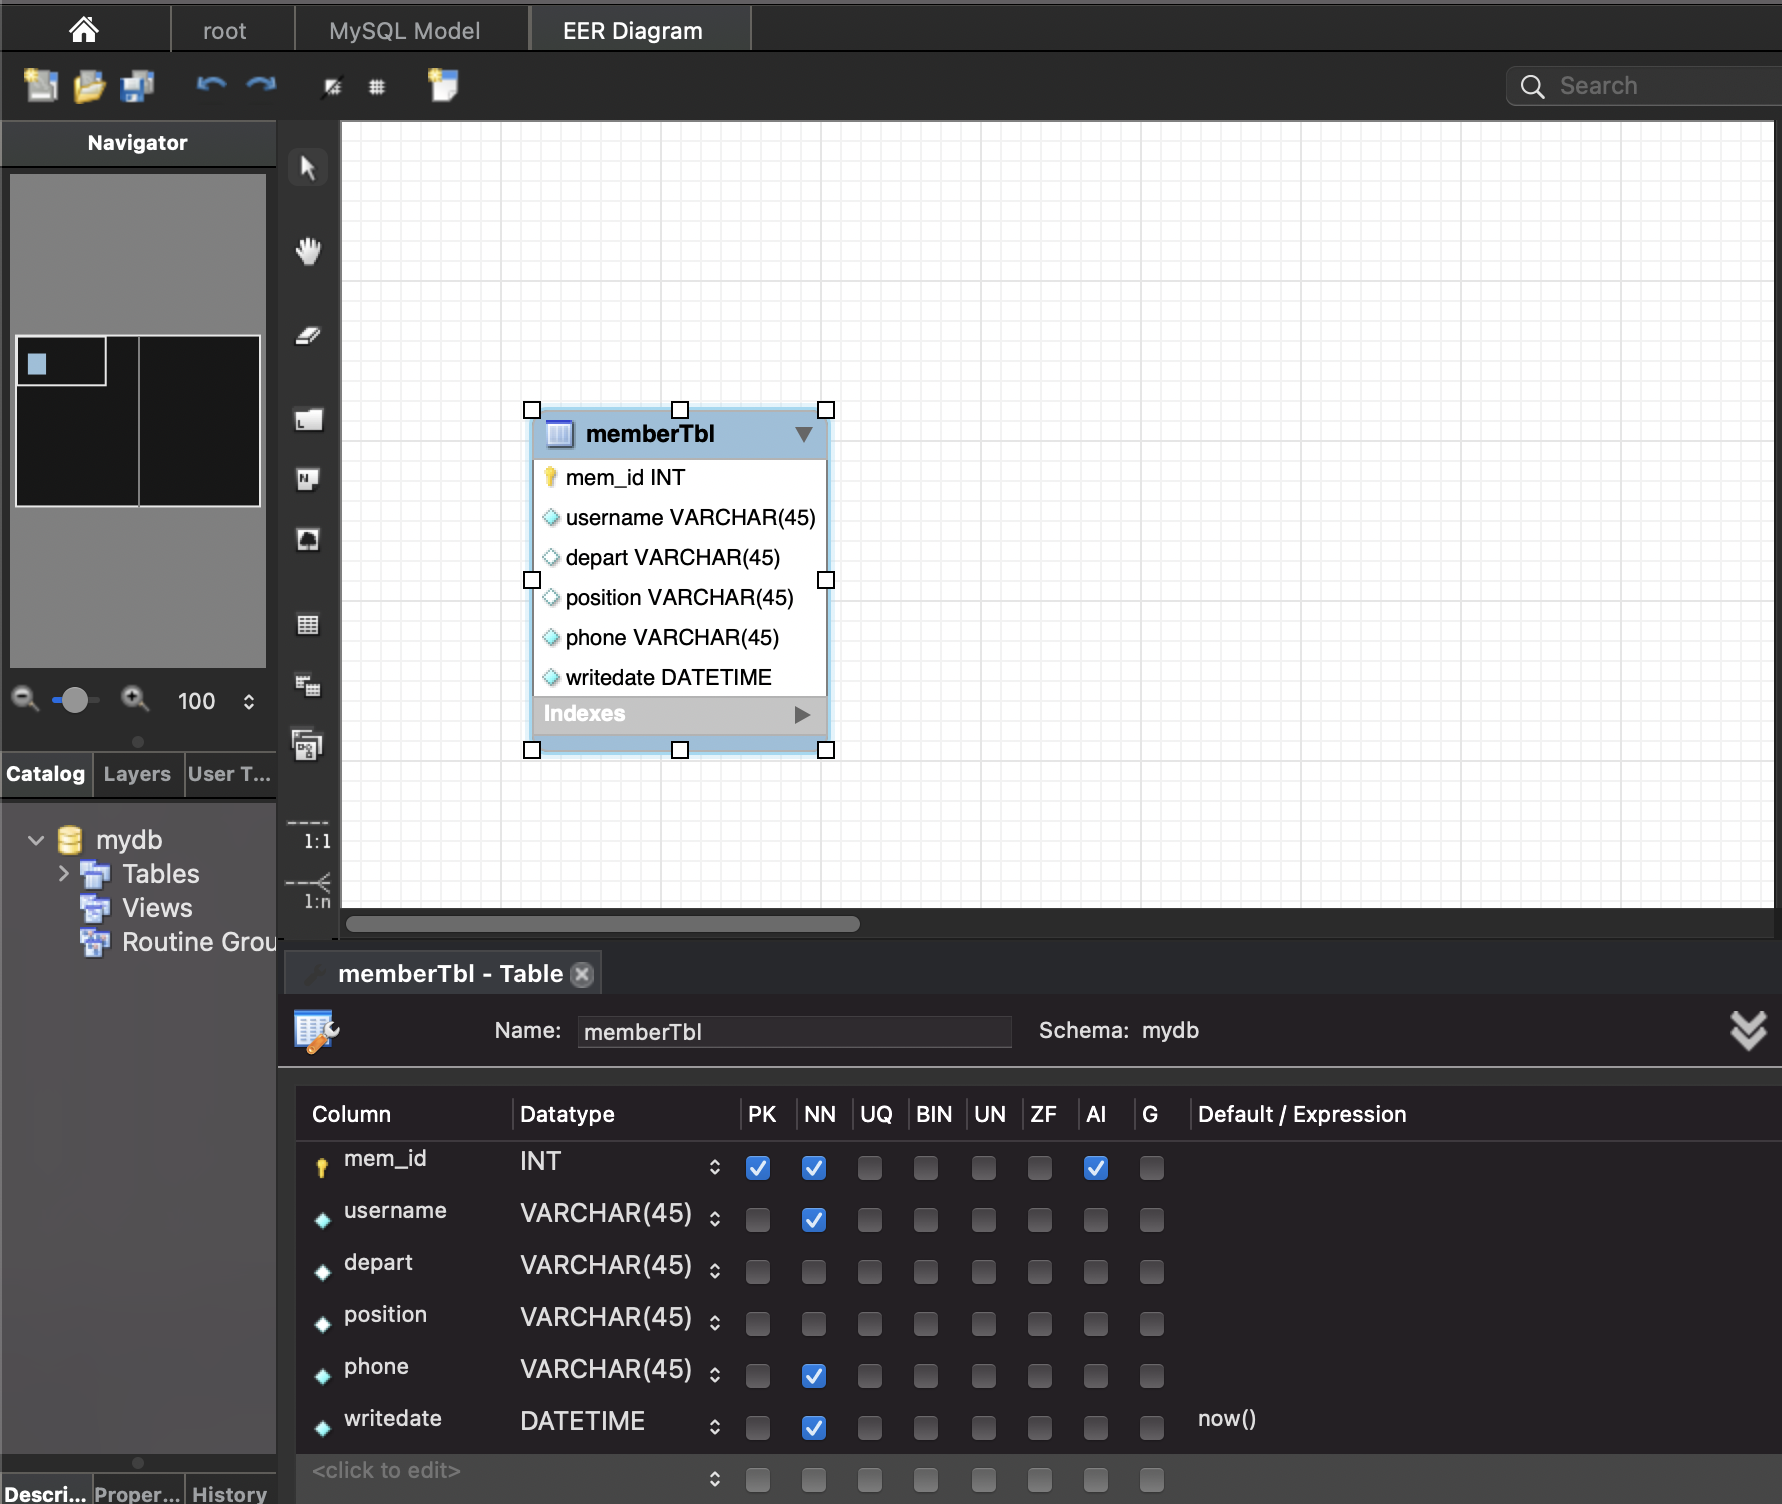 root
MySQL Model
EER Diagram
Search
Navigator
100
Catalog
Layers
User T...
mydb
Tables
Views
Routine Grou
L
N
1:1
1:n
memberTbl
mem_id INT
username VARCHAR(45)
depart VARCHAR(45)
position VARCHAR(45)
phone VARCHAR(45)
writedate DATETIME
Indexes
memberTbl - Table
Name: memberTbl Schema: mydb
Column Datatype PK NN UQ BIN UN ZF AI G Default / Expression
mem_id INT
username VARCHAR(45)
depart VARCHAR(45)
position VARCHAR(45)
phone VARCHAR(45)
writedate DATETIME now()
<click to edit>
Descri...
Proper...
History